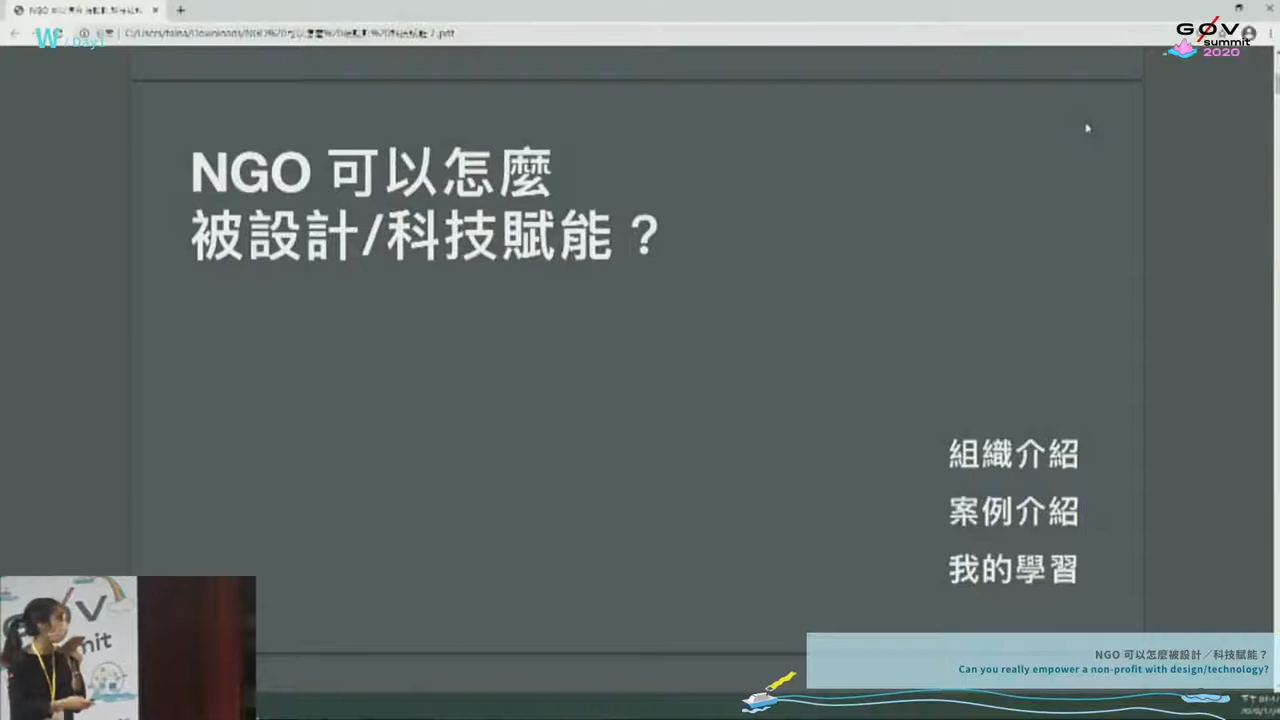 W / Day1
GØV
summit
2020
NGO 可以怎麼
被設計/科技賦能？
組織介紹
案例介紹
我的學習
NGO 可以怎麼被設計／科技賦能？
Can you really empower a non-profit with design/technology?